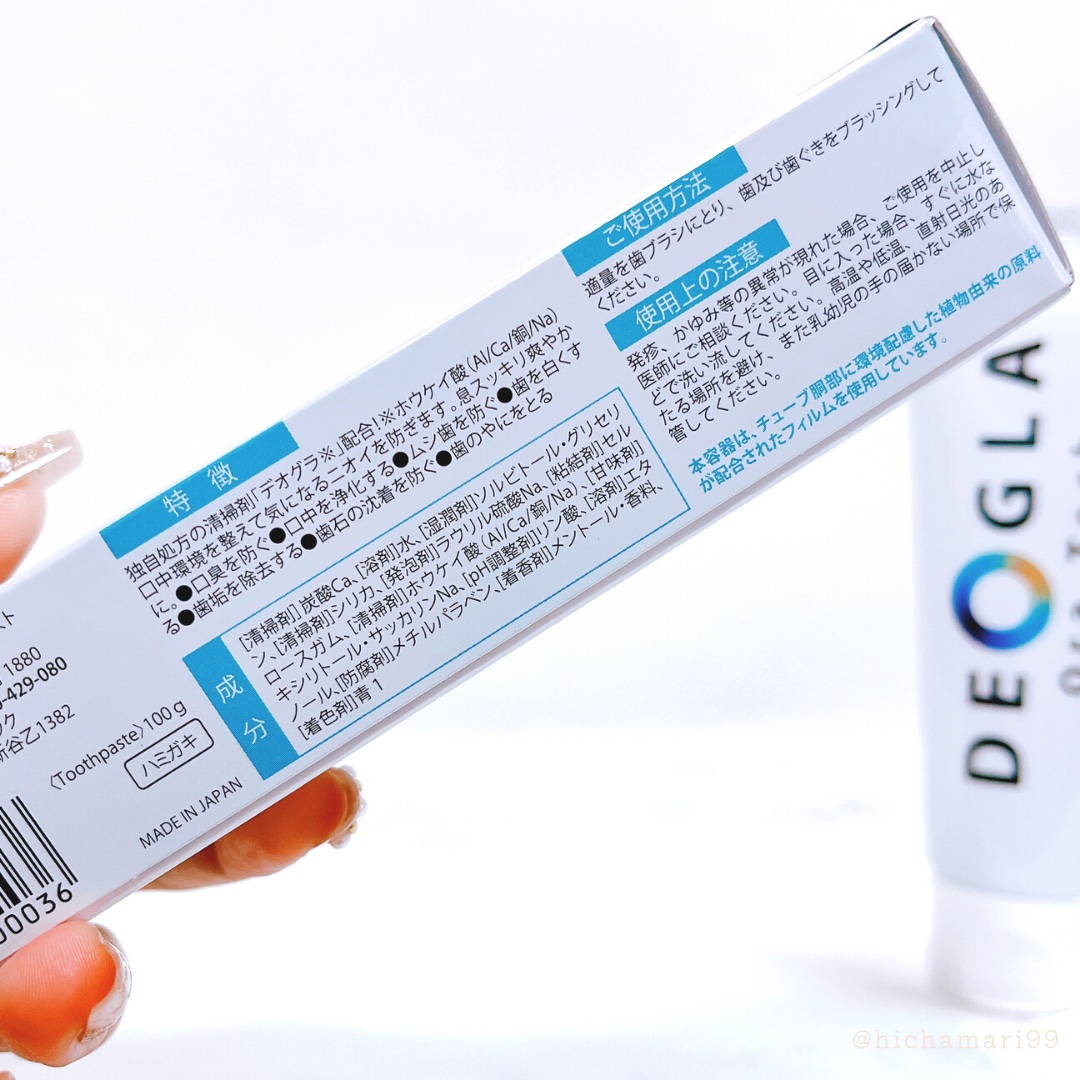 特 徴
独自処方の清掃剤「デオグラ※」配合!※ホウケイ酸(Al/Ca/銅/Na)
口中環境を整えて気になるニオイを防ぎます。息スッキリ爽やか
に。●口臭を防ぐ●口中を浄化する●ムシ歯を防ぐ●歯を白くす
る●歯垢を除去する●歯石の沈着を防ぐ●歯のやにをとる
成分
[清掃剤]炭酸Ca、[溶剤]水、[湿潤剤]ソルビトール・グリセリ
ン、[清掃剤]シリカ、[発泡剤]ラウリル硫酸Na、[粘結剤]セル
ロースガム、[清掃剤]ホウケイ酸(Al/Ca/銅/Na)、[甘味剤]
キシリトール・サッカリンNa、[pH調整剤]リン酸、[溶剤]エタ
ノール、[防腐剤]メチルパラベン、[着香剤]メントール・香料、
[着色剤]青1
ご使用方法
適量を歯ブラシにとり、歯及び歯ぐきをブラッシングして
ください。
使用上の注意
発疹、かゆみ等の異常が現れた場合、ご使用を中止し
医師にご相談ください。目に入った場合、すぐに水な
どで洗い流してください。高温や低温、直射日光のあ
たる場所を避け、また乳幼児の手の届かない場所で保
管してください。
本容器は、チューブ胴部に環境配慮した植物由来の原料
が配合されたフィルムを使用しています。
スト
1880
-429-080
ック
新谷乙1382
〈Toothpaste〉100g
ハミガキ
MADE IN JAPAN
00036
DEOGLA
@hichamari99